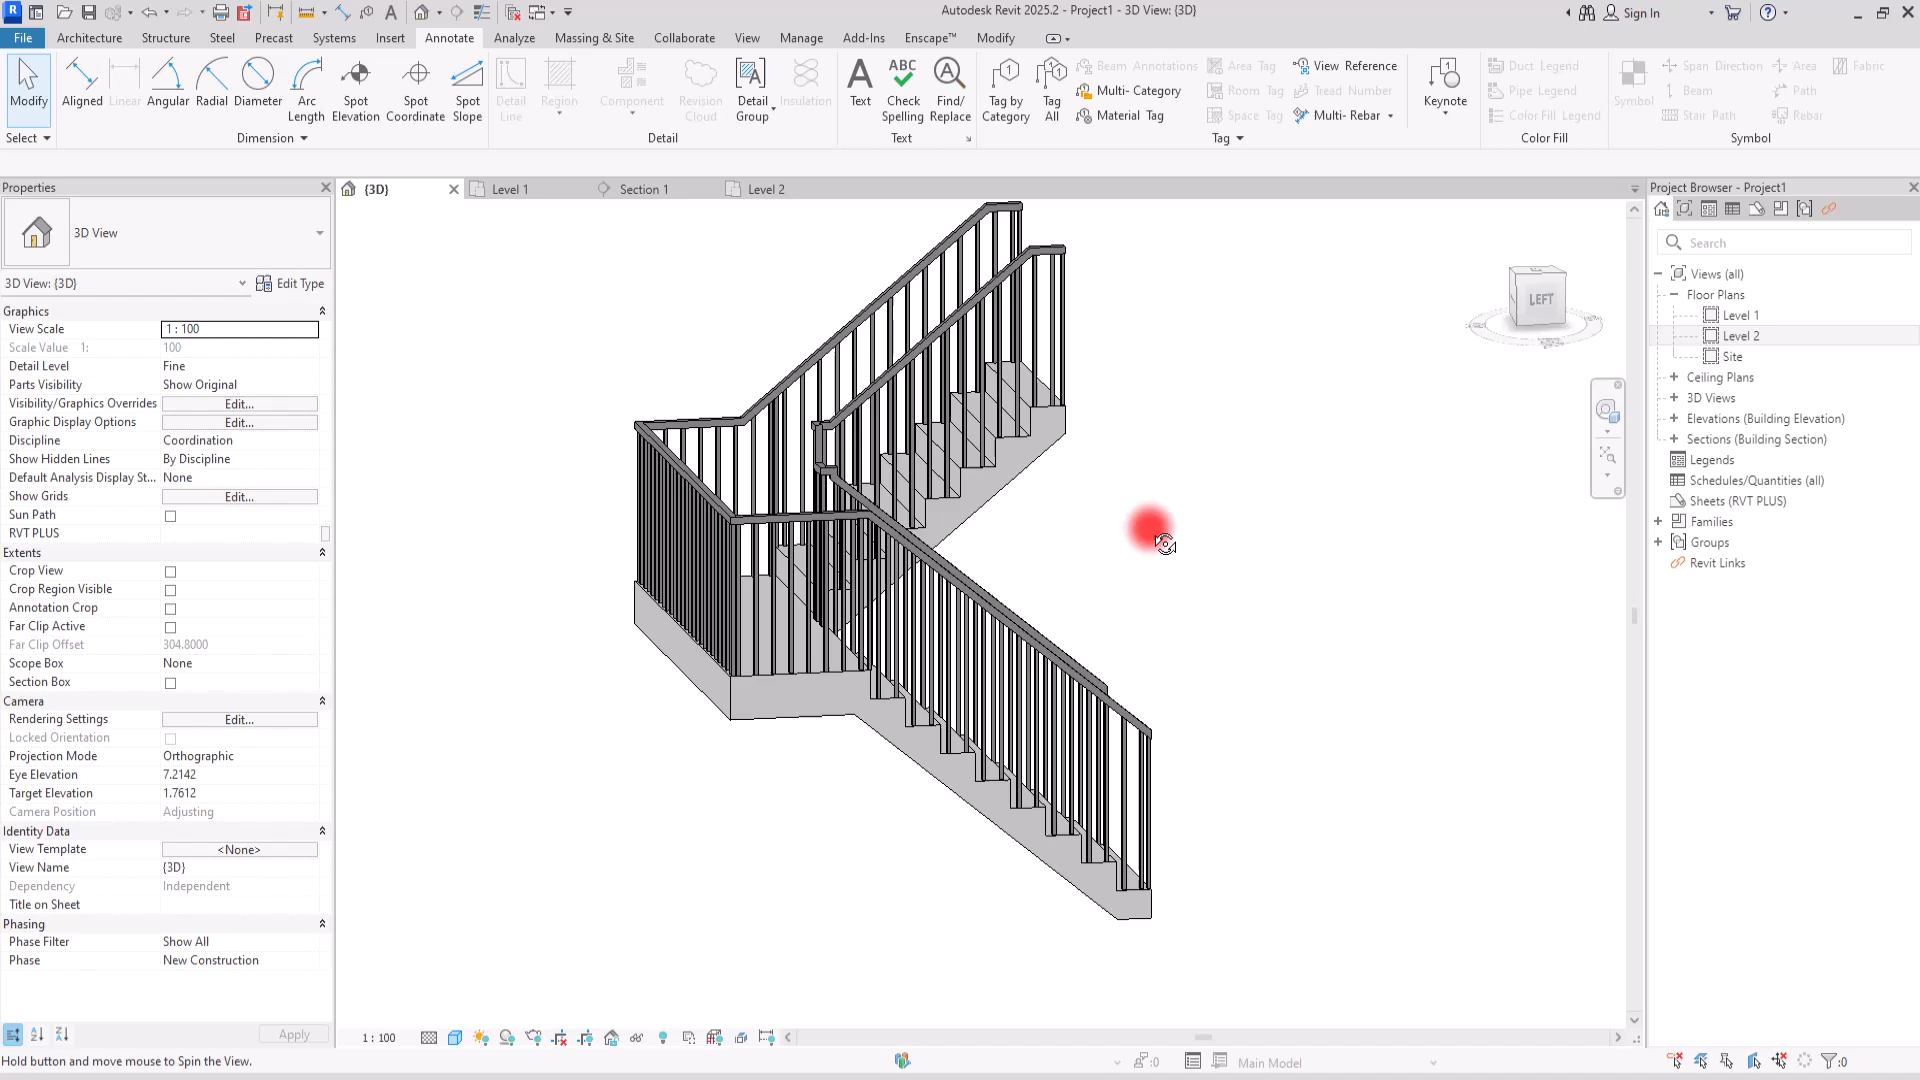 Autodesk Revit 2025.2 - Project1 - 3D View: {3D}
Sign In
File Architecture Structure Steel Precast Systems Insert Annotate Analyze Massing & Site Collaborate View Manage Add-Ins Enscape™ Modify
Modify
Aligned
Linear
Angular
Radial
Diameter
Arc Length
Spot Elevation
Spot Coordinate
Spot Slope
Detail Line
Region
Component
Revision Cloud
Detail Group
Insulation
Text
ABC
Check Spelling
Find/ Replace
Tag by Category
Tag All
Beam Annotations
Multi- Category
Material Tag
Area Tag
Room Tag
Space Tag
View Reference
Tread Number
Multi- Rebar
Keynote
Duct Legend
Pipe Legend
Color Fill Legend
Symbol
Span Direction
Beam
Stair Path
Area
Path
Rebar
Fabric
Select
Dimension
Detail
Text
Tag
Color Fill
Symbol
Properties
3D View
3D View: {3D}
Edit Type
Graphics
View Scale 1 : 100
Scale Value 1: 100
Detail Level Fine
Parts Visibility Show Original
Visibility/Graphics Overrides Edit...
Graphic Display Options Edit...
Discipline Coordination
Show Hidden Lines By Discipline
Default Analysis Display St... None
Show Grids Edit...
Sun Path
RVT PLUS
Extents
Crop View
Crop Region Visible
Annotation Crop
Far Clip Active
Far Clip Offset 304.8000
Scope Box None
Section Box
Camera
Rendering Settings Edit...
Locked Orientation
Projection Mode Orthographic
Eye Elevation 7.2142
Target Elevation 1.7612
Camera Position Adjusting
Identity Data
View Template <None>
View Name {3D}
Dependency Independent
Title on Sheet
Phasing
Phase Filter Show All
Phase New Construction
Apply
{3D}
Level 1
Section 1
Level 2
LEFT
Project Browser - Project1
Search
Views (all)
Floor Plans
Level 1
Level 2
Site
Ceiling Plans
3D Views
Elevations (Building Elevation)
Sections (Building Section)
Legends
Schedules/Quantities (all)
Sheets (RVT PLUS)
Families
Groups
Revit Links
1 : 100
Hold button and move mouse to Spin the View.
:0
Main Model
:0